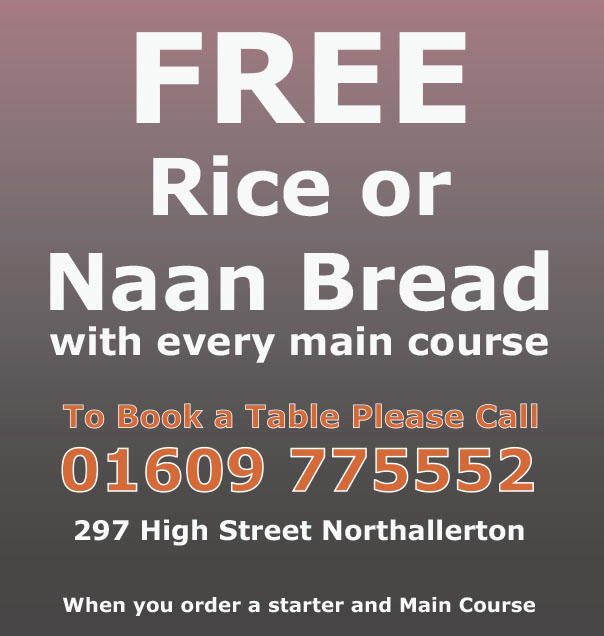 FREE
Rice or
Naan Bread
with every main course
To Book a Table Please Call
01609 775552
297 High Street Northallerton
When you order a starter and Main Course